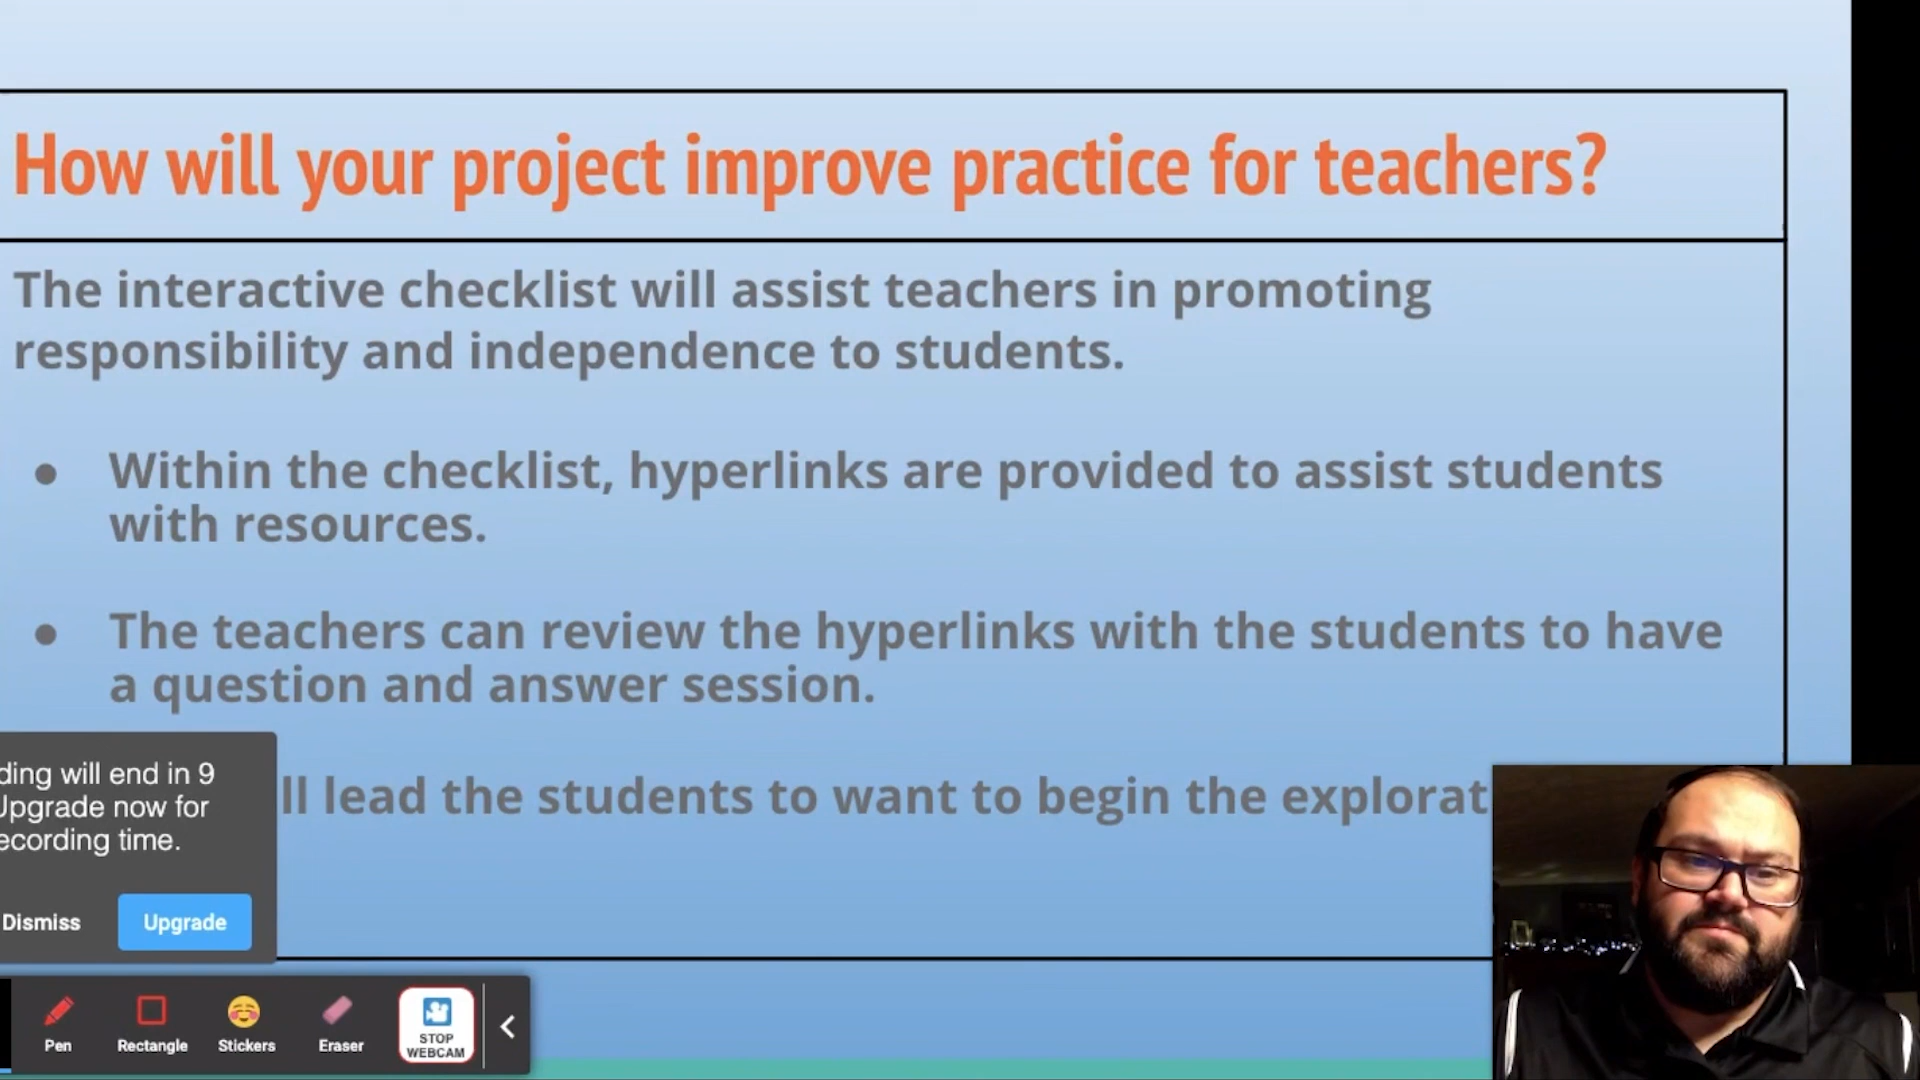 How will your project improve practice for teachers?
The interactive checklist will assist teachers in promoting
responsibility and independence to students.
● Within the checklist, hyperlinks are provided to assist students
with resources.
● The teachers can review the hyperlinks with the students to have
a question and answer session.
ll lead the students to want to begin the explorat
ding will end in 9
Upgrade now for
ecording time.
Dismiss
Upgrade
Pen
Rectangle
Stickers
Eraser
STOP
WEBCAM